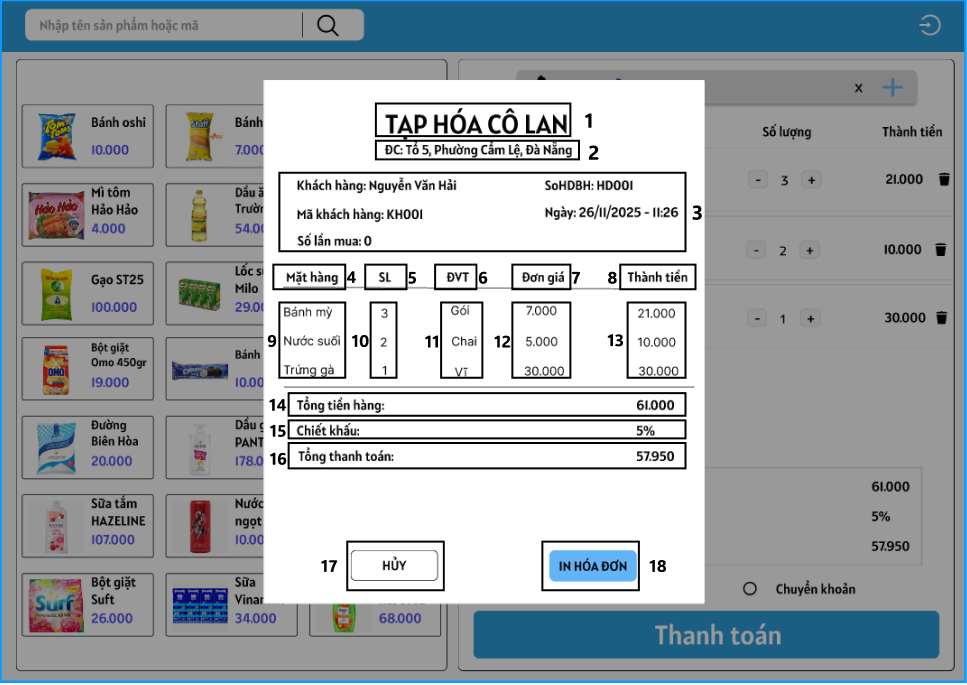 Nhập tên sản phẩm hoặc mã
x
Bánh oshi
10.000
Bánh
7.000
Mì tôm
Hảo Hảo
4.000
Dầu ă
Trườn
54.00
Gạo ST25
100.000
Lốc s
Milo
29.00
Bột giặt
Omo 450gr
19.000
Bánh
10.00
Đường
Biên Hòa
20.000
Dầu g
PANT
178.0
Sữa tắm
HAZELINE
107.000
Nước
ngọt
10.00
Bột giặt
Suft
26.000
Sữa
Vinar
34.000
68.000
TẠP HÓA CÔ LAN 1
ĐC: Tổ 5, Phường Cẩm Lệ, Đà Nẵng 2
Khách hàng: Nguyễn Văn Hải SoHDBH: HD001
Mã khách hàng: KH001 Ngày: 26/11/2025 - 11:26 3
Số lần mua: 0
Mặt hàng 4 SL 5 ĐVT 6 Đơn giá 7 8 Thành tiền
Bánh mỳ 3 Gói 7.000 21.000
9 Nước suối 10 2 11 Chai 12 5.000 13 10.000
Trứng gà 1 Vĩ 30.000 30.000
14 Tổng tiền hàng: 61.000
15 Chiết khấu: 5%
16 Tổng thanh toán: 57.950
17 HỦY IN HÓA ĐƠN 18
Số lượng Thành tiền
- 3 + 21.000
- 2 + 10.000
- 1 + 30.000
61.000
5%
57.950
Chuyển khoản
Thanh toán